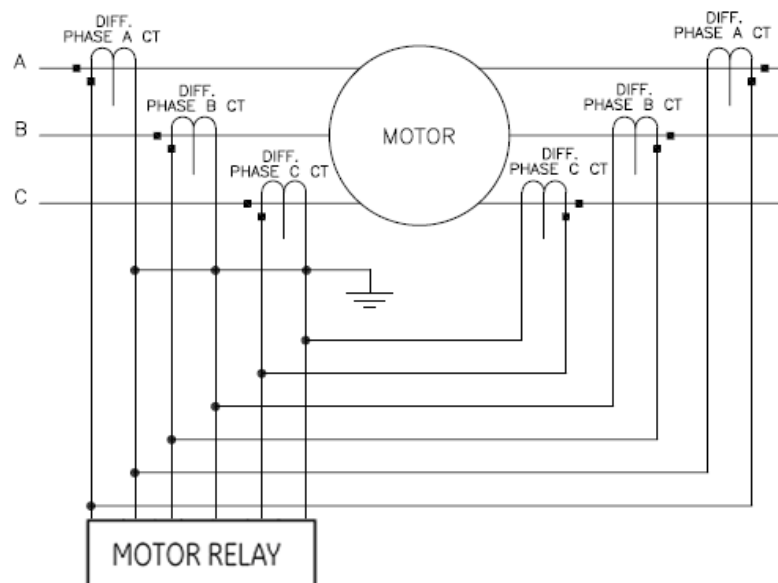 DIFF.
PHASE A CT
DIFF.
PHASE A CT
A
DIFF.
PHASE B CT
DIFF.
PHASE B CT
B
MOTOR
DIFF.
PHASE C CT
DIFF.
PHASE C CT
C
MOTOR RELAY